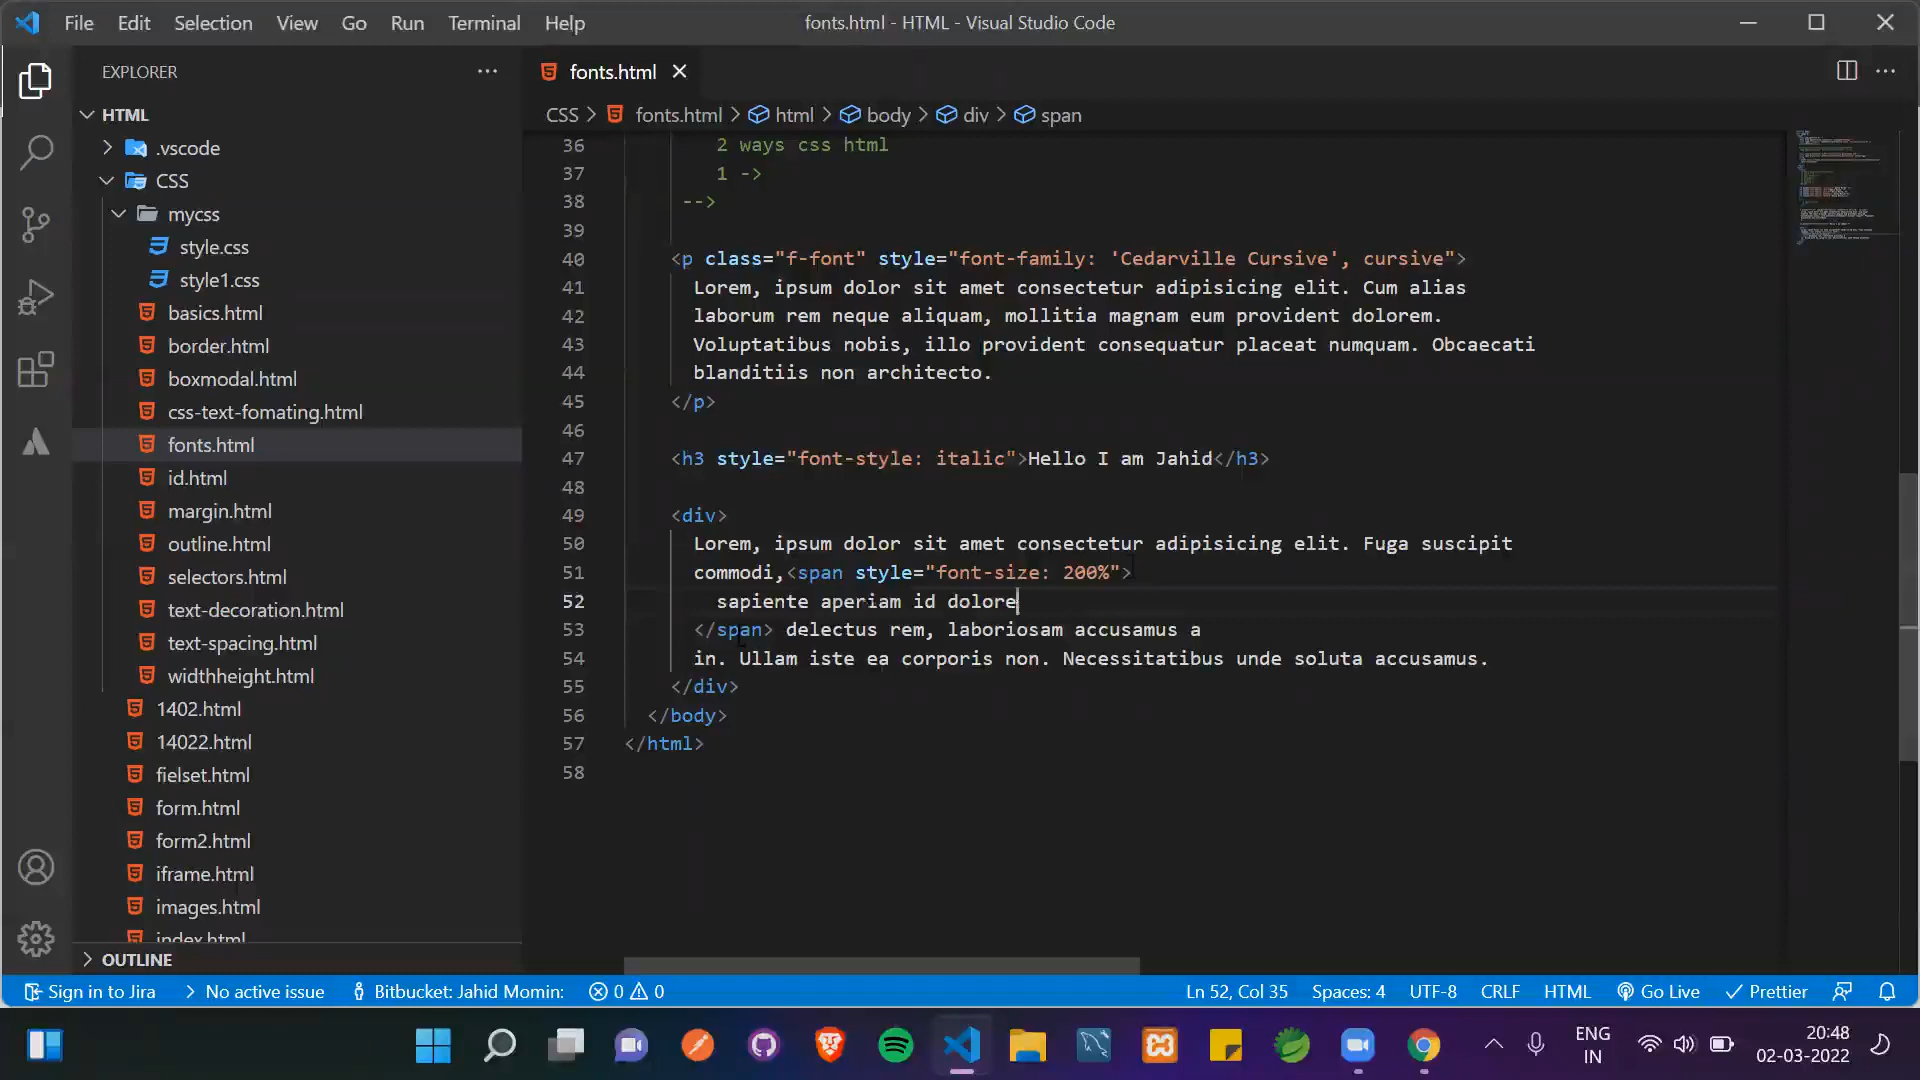 File Edit Selection View Go Run Terminal Help
fonts.html - HTML - Visual Studio Code
EXPLORER
HTML
.vscode
CSS
mycss
style.css
style1.css
basics.html
border.html
boxmodal.html
css-text-fomating.html
fonts.html
id.html
margin.html
outline.html
selectors.html
text-decoration.html
text-spacing.html
widthheight.html
1402.html
14022.html
fielset.html
form.html
form2.html
iframe.html
images.html
index.html
OUTLINE
fonts.html
CSS > fonts.html > html > body > div > span
36 2 ways css html
37 1 ->
38 -->
39
40 <p class="f-font" style="font-family: 'Cedarville Cursive', cursive">
41 Lorem, ipsum dolor sit amet consectetur adipisicing elit. Cum alias
42 laborum rem neque aliquam, mollitia magnam eum provident dolorem.
43 Voluptatibus nobis, illo provident consequatur placeat numquam. Obcaecati
44 blanditiis non architecto.
45 </p>
46
47 <h3 style="font-style: italic">Hello I am Jahid</h3>
48
49 <div>
50 Lorem, ipsum dolor sit amet consectetur adipisicing elit. Fuga suscipit
51 commodi,<span style="font-size: 200%">
52 sapiente aperiam id dolore
53 </span> delectus rem, laboriosam accusamus a
54 in. Ullam iste ea corporis non. Necessitatibus unde soluta accusamus.
55 </div>
56 </body>
57 </html>
58
Sign in to Jira No active issue Bitbucket: Jahid Momin: 0 0 Ln 52, Col 35 Spaces: 4 UTF-8 CRLF HTML Go Live Prettier
ENG
IN
20:48
02-03-2022